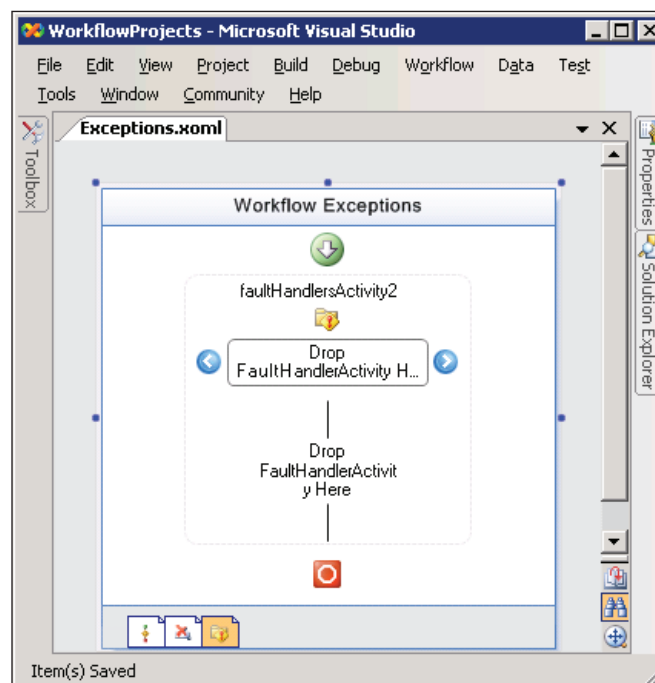 WorkflowProjects - Microsoft Visual Studio
File Edit View Project Build Debug Workflow Data Test
Tools Window Community Help
Toolbox
Exceptions.xoml
Properties
Solution Explorer
Workflow Exceptions
faultHandlersActivity2
Drop
FaultHandlerActivity H...
Drop
FaultHandlerActivit
y Here
Item(s) Saved